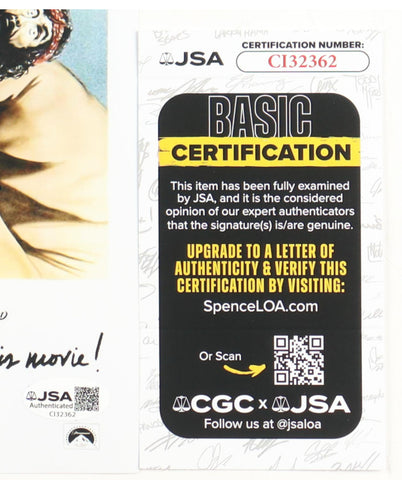 JSA
CERTIFICATION NUMBER:
CI32362
BASIC
CERTIFICATION
This item has been fully examined
by JSA, and it is the considered
opinion of our expert authenticators
that the signature(s) is/are genuine.
UPGRADE TO A LETTER OF
AUTHENTICITY & VERIFY THIS
CERTIFICATION BY VISITING:
SpenceLOA.com
Or Scan
CGC x JSA
Follow us at @jsaloa
movie!
JSA
Authenticated
CI32362